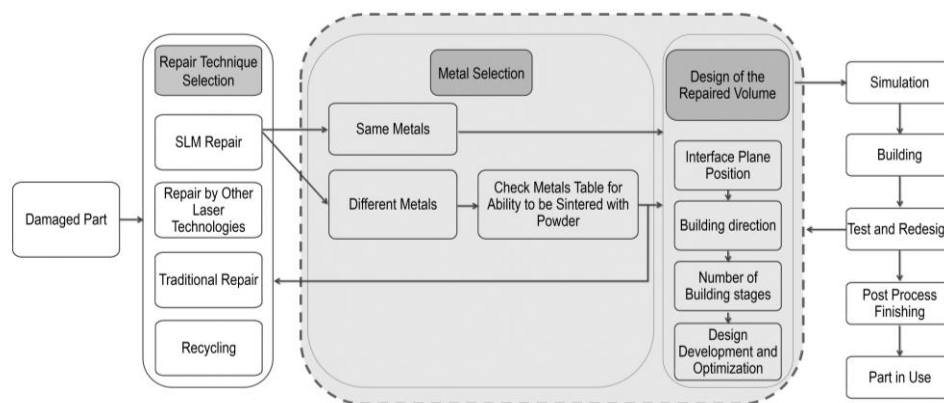 Repair Technique
Selection
SLM Repair
Repair by Other
Laser
Technologies
Traditional Repair
Recycling
Damaged Part
Metal Selection
Same Metals
Different Metals
Check Metals Table for
Ability to be Sintered with
Powder
Design of the
Repaired Volume
Interface Plane
Position
Building direction
Number of
Building stages
Design
Development and
Optimization
Simulation
Building
Test and Redesign
Post Process
Finishing
Part in Use